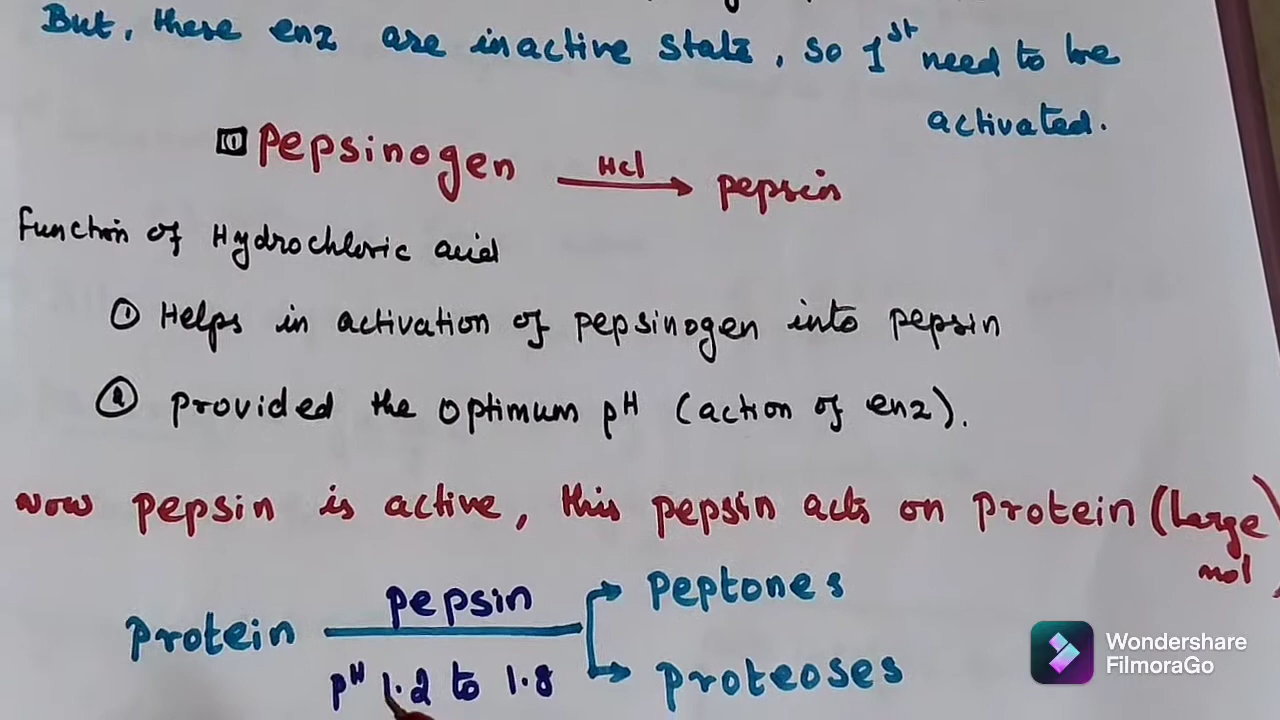 But, these enz are inactive state, so 1st need to be
activated.
① Pepsinogen HCl → pepsin
Function of Hydrochloric acid
① Helps in activation of pepsinogen into pepsin
② provided the optimum pH (action of enz).
Now pepsin is active, this pepsin acts on protein (large
mol)
protein pepsin → peptones
pH 1.2 to 1.8 → proteoses
Wondershare
FilmoraGo